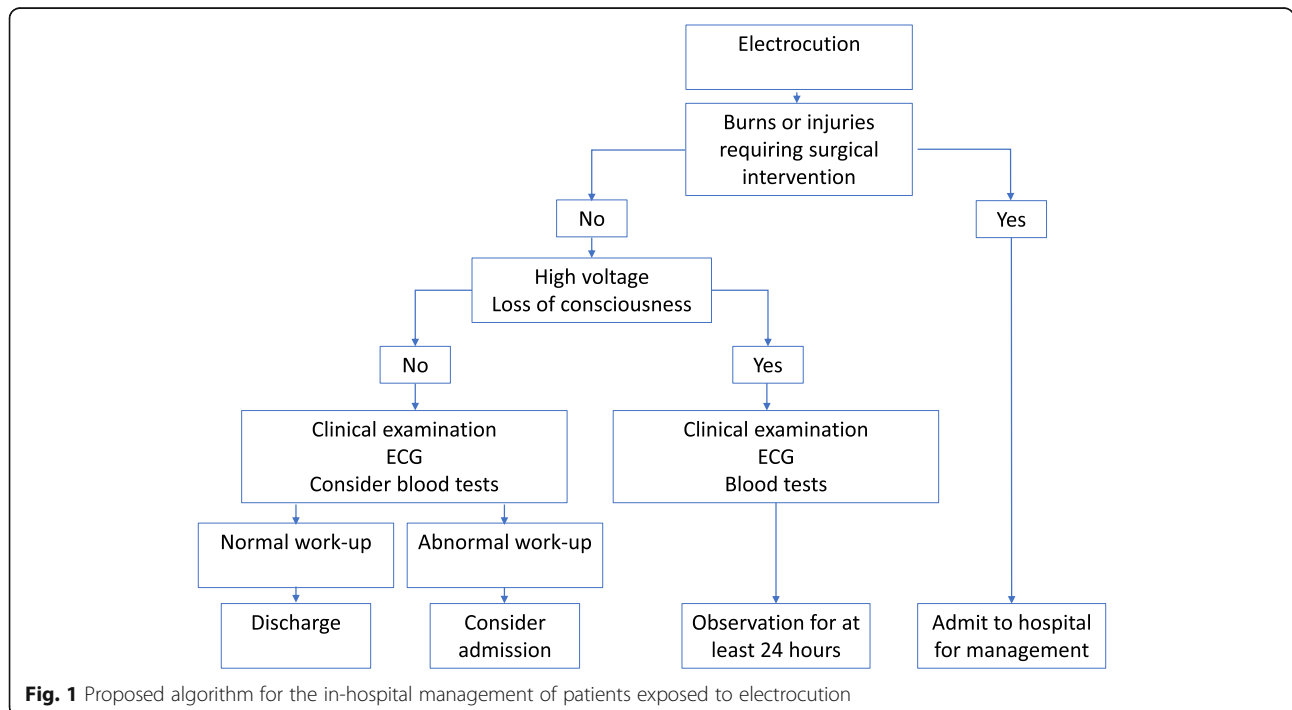 Electrocution
Burns or injuries
requiring surgical
intervention
No
Yes
High voltage
Loss of consciousness
No
Yes
Clinical examination
ECG
Consider blood tests
Clinical examination
ECG
Blood tests
Normal work-up
Abnormal work-up
Discharge
Consider
admission
Observation for at
least 24 hours
Admit to hospital
for management
Fig. 1 Proposed algorithm for the in-hospital management of patients exposed to electrocution